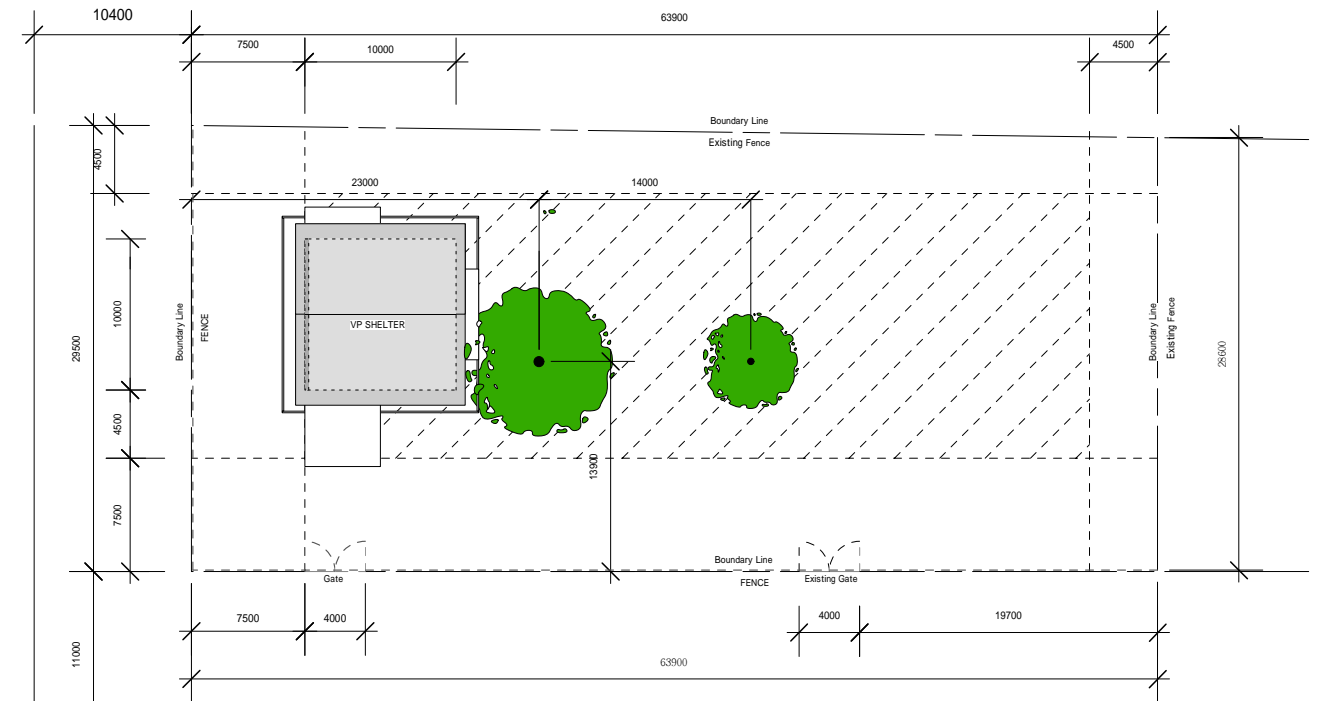 10400
63900
7500
10000
4500
Boundary Line
Existing Fence
4500
23000
14000
10000
29500
Boundary Line
FENCE
VP SHELTER
Boundary Line
Existing Fence
28600
4500
13900
7500
Boundary Line
FENCE
Gate
Existing Gate
7500
4000
4000
19700
11000
63900